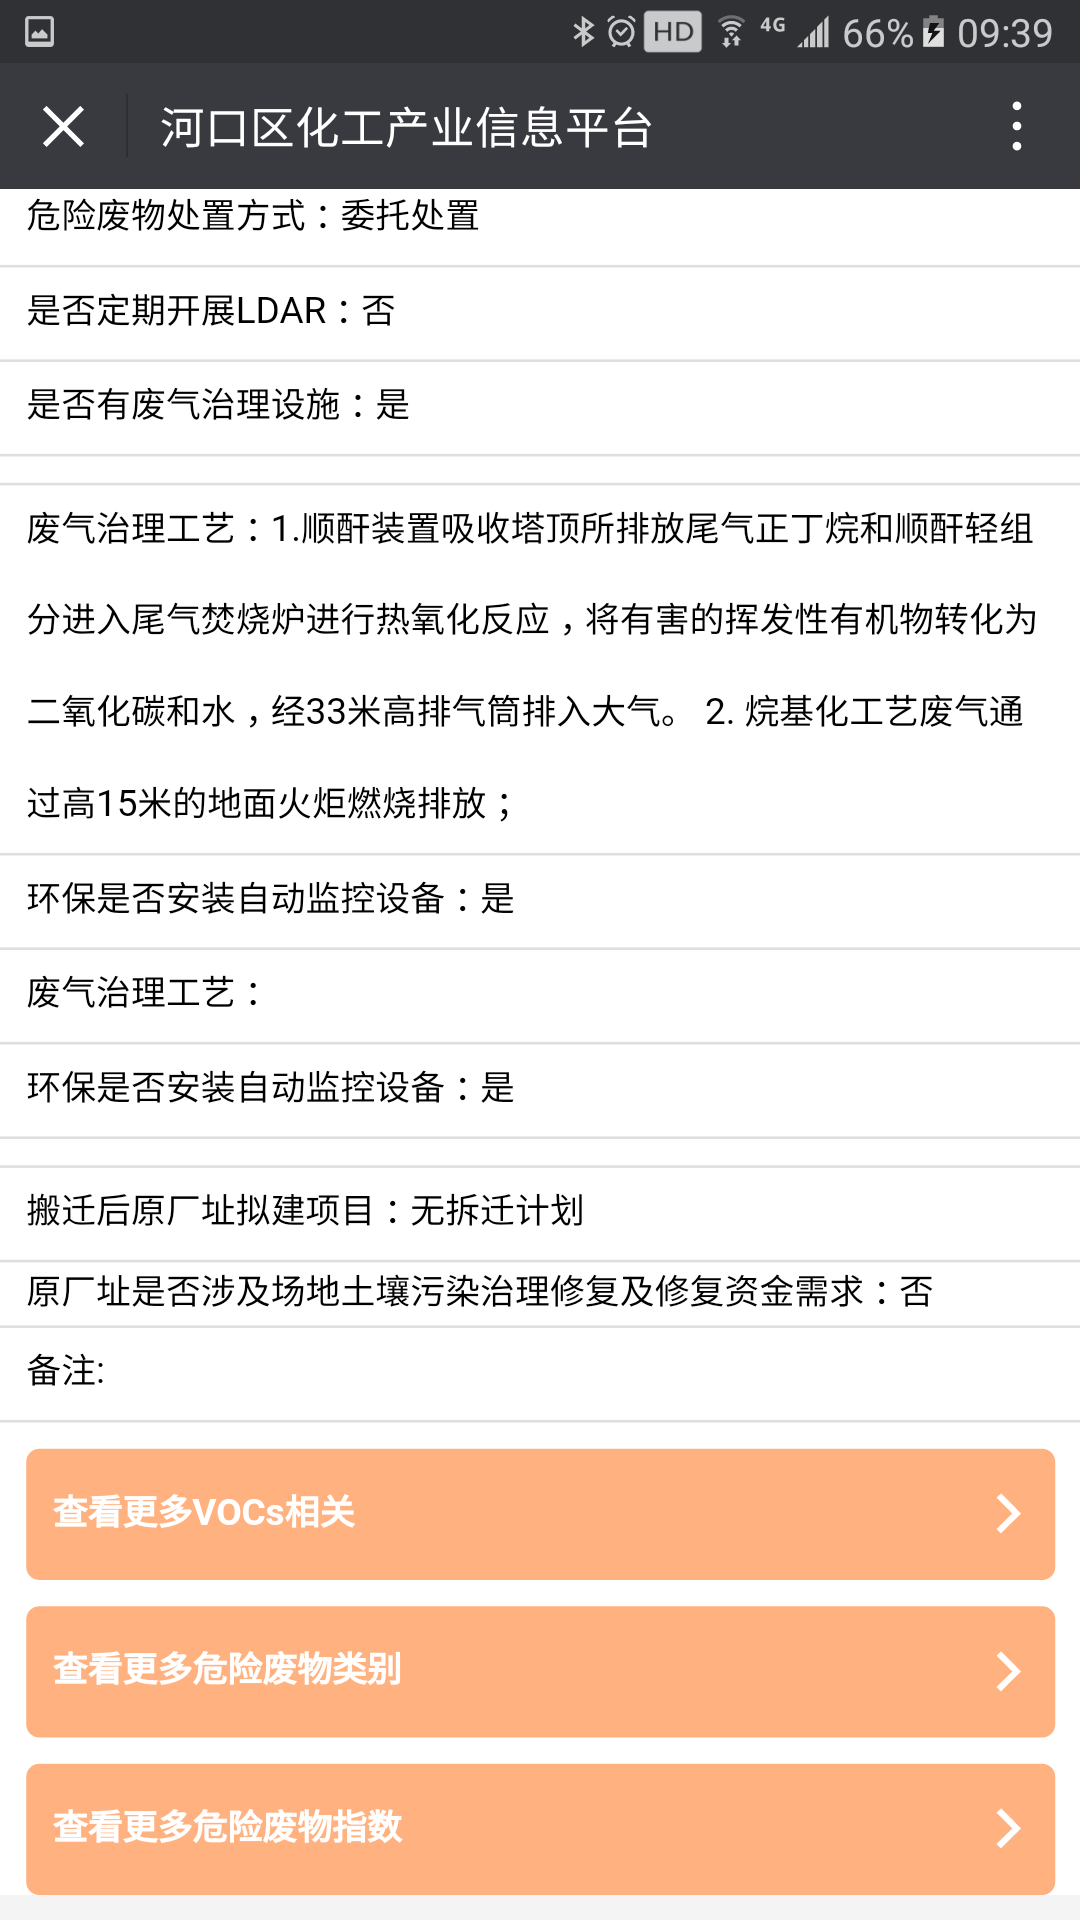 HD 4G 66% 09:39
河口区化工产业信息平台
危险废物处置方式：委托处置
是否定期开展LDAR：否
是否有废气治理设施：是
废气治理工艺：1.顺酐装置吸收塔顶所排放尾气正丁烷和顺酐轻组
分进入尾气焚烧炉进行热氧化反应，将有害的挥发性有机物转化为
二氧化碳和水，经33米高排气筒排入大气。 2. 烷基化工艺废气通
过高15米的地面火炬燃烧排放；
环保是否安装自动监控设备：是
废气治理工艺：
环保是否安装自动监控设备：是
搬迁后原厂址拟建项目：无拆迁计划
原厂址是否涉及场地土壤污染治理修复及修复资金需求：否
备注:
查看更多VOCs相关
查看更多危险废物类别
查看更多危险废物指数